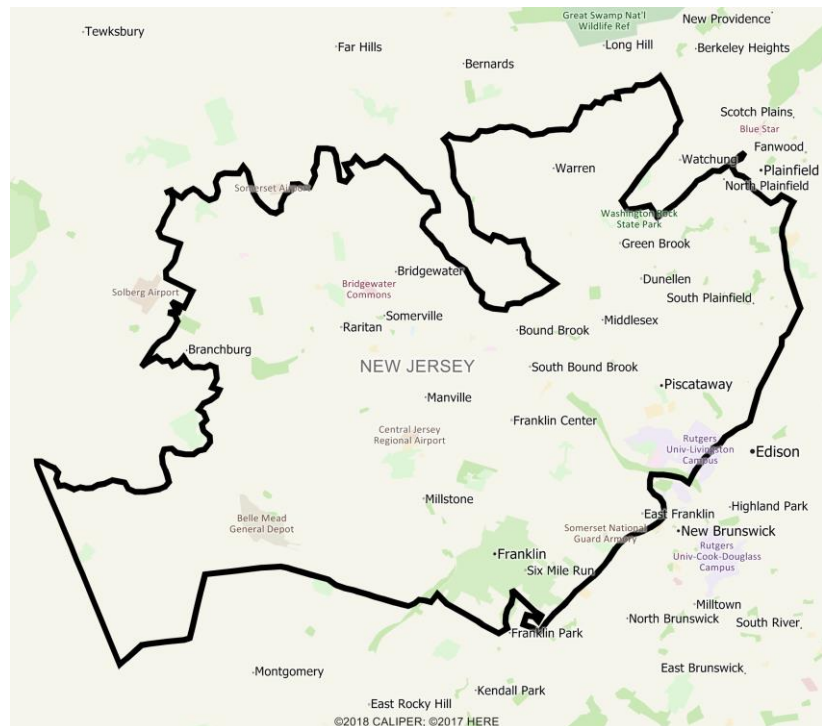 Great Swamp Nat'l
Wildlife Ref
New Providence
Tewksbury
Far Hills
Long Hill
Berkeley Heights
Bernards
Scotch Plains
Blue Star
Fanwood
Warren
Watchung
Plainfield
North Plainfield
Somerset Airport
Washington Rock
State Park
Green Brook
Bridgewater
Dunellen
Solberg Airport
Bridgewater
Commons
South Plainfield
Somerville
Middlesex
Raritan
Bound Brook
Branchburg
NEW JERSEY
South Bound Brook
Piscataway
Manville
Franklin Center
Central Jersey
Regional Airport
Rutgers
Univ-Livingston
Campus
Edison
Millstone
Highland Park
Belle Mead
General Depot
East Franklin
Somerset National
Guard Armory
New Brunswick
Rutgers
Univ-Cook-Douglass
Campus
Franklin
Six Mile Run
Milltown
North Brunswick
South River
Franklin Park
Montgomery
East Brunswick
Kendall Park
East Rocky Hill
©2018 CALIPER; ©2017 HERE